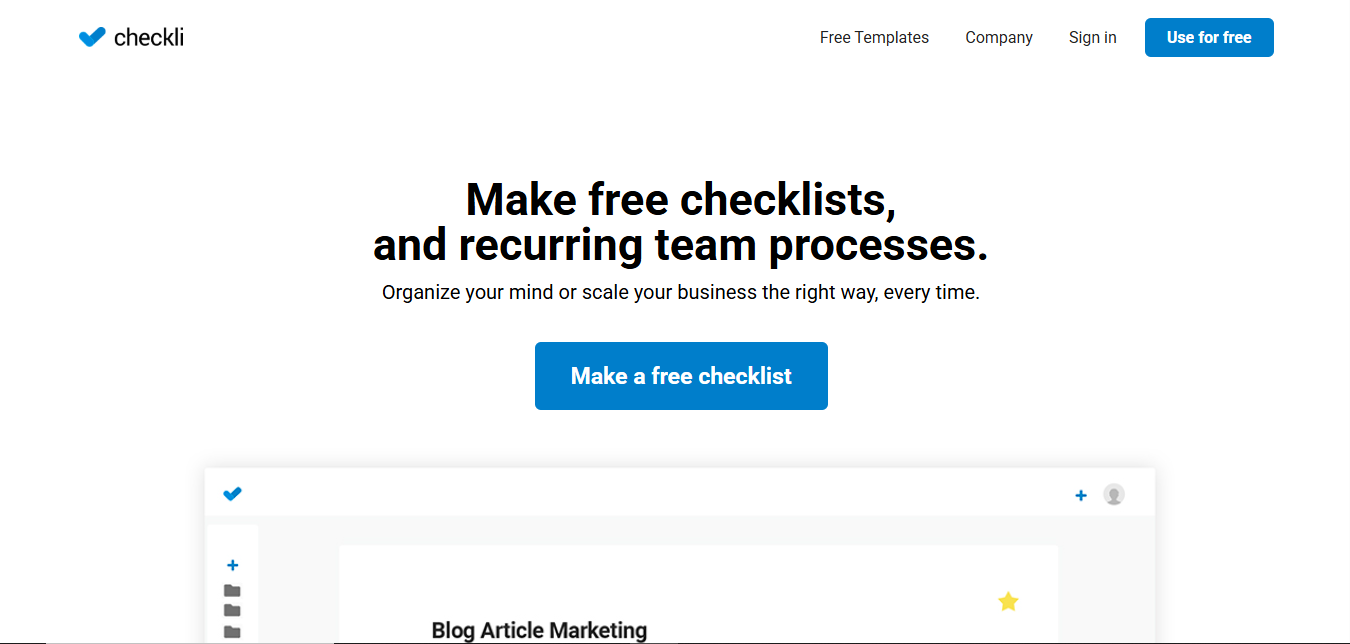 checkli
Free Templates
Company
Sign in
Use for free
Make free checklists,
and recurring team processes.
Organize your mind or scale your business the right way, every time.
Make a free checklist
Blog Article Marketing